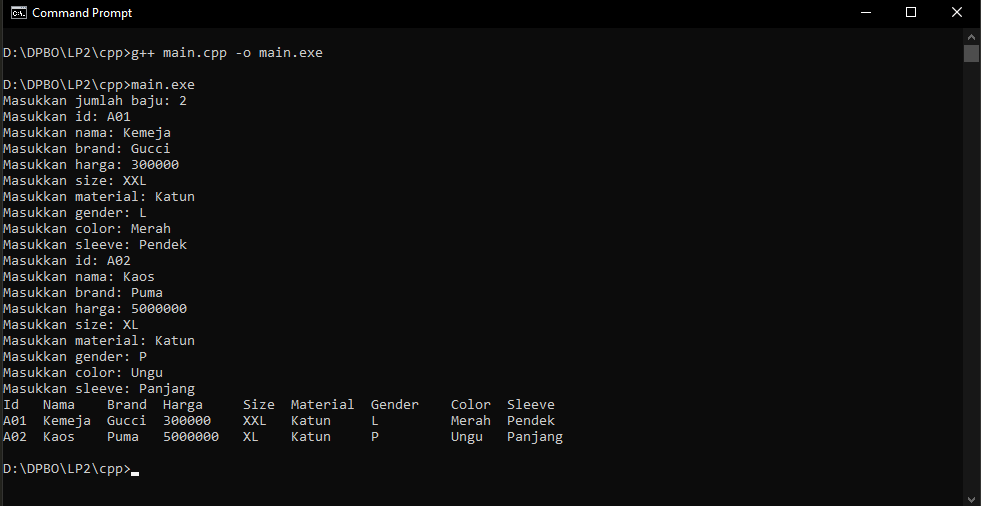 Command Prompt
D:\DPBO\LP2\cpp>g++ main.cpp -o main.exe
D:\DPBO\LP2\cpp>main.exe
Masukkan jumlah baju: 2
Masukkan id: A01
Masukkan nama: Kemeja
Masukkan brand: Gucci
Masukkan harga: 300000
Masukkan size: XXL
Masukkan material: Katun
Masukkan gender: L
Masukkan color: Merah
Masukkan sleeve: Pendek
Masukkan id: A02
Masukkan nama: Kaos
Masukkan brand: Puma
Masukkan harga: 5000000
Masukkan size: XL
Masukkan material: Katun
Masukkan gender: P
Masukkan color: Ungu
Masukkan sleeve: Panjang
Id   Nama    Brand  Harga     Size  Material  Gender    Color  Sleeve
A01  Kemeja  Gucci  300000    XXL   Katun     L         Merah  Pendek
A02  Kaos    Puma   5000000   XL    Katun     P         Ungu   Panjang
D:\DPBO\LP2\cpp>